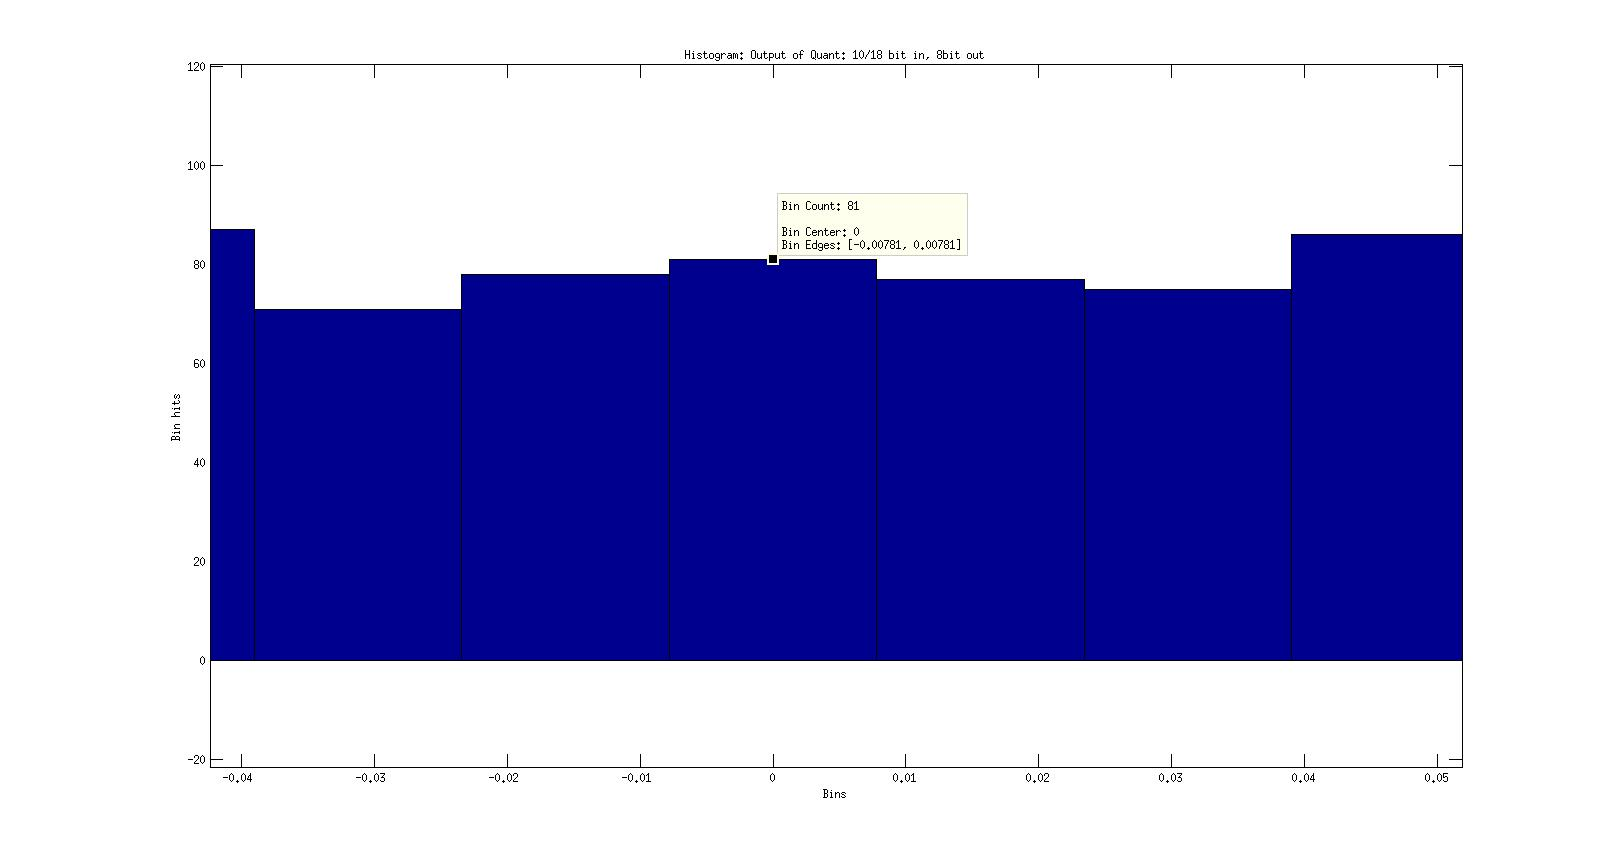 Histogram: Output of Quant: 10/18 bit in, 8bit out
120
100
80
60
40
20
0
-20
Bin hits
Bin Count: 81
Bin Center: 0
Bin Edges: [-0.00781, 0.00781]
-0.04 -0.03 -0.02 -0.01 0 0.01 0.02 0.03 0.04 0.05
Bins